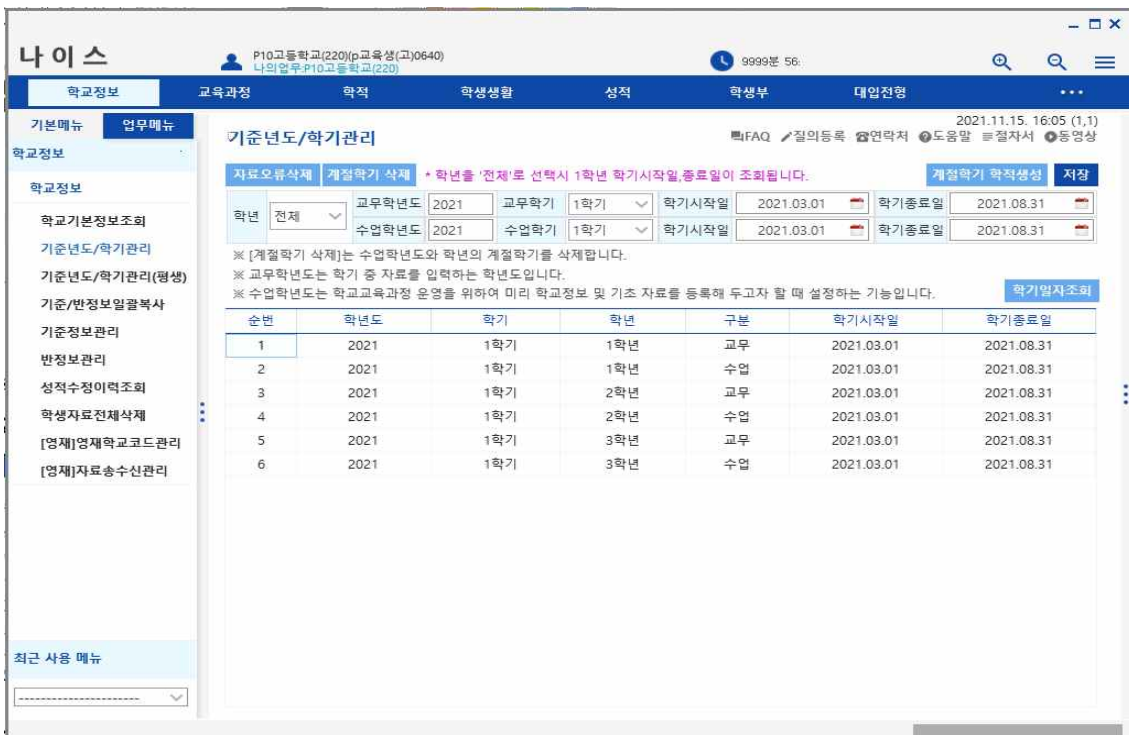 나이스
P10고등학교(220)(p교육생(고)0640)
나의업무:P10고등학교(220)
9999분 56:
학교정보 교육과정 학적 학생생활 성적 학생부 대입전형 •••
기본메뉴 업무메뉴
학교정보
학교정보
학교기본정보조회
기준년도/학기관리
기준년도/학기관리(평생)
기준/반정보일괄복사
기준정보관리
반정보관리
성적수정이력조회
학생자료전체삭제
[영재]영재학교코드관리
[영재]자료송수신관리
최근 사용 메뉴
----------------------
기준년도/학기관리
2021.11.15. 16:05 (1,1)
FAQ 질의등록 연락처 도움말 절차서 동영상
자료오류삭제 계절학기 삭제 * 학년을 '전체'로 선택시 1학년 학기시작일,종료일이 조회됩니다. 계절학기 학적생성 저장
학년 전체 교무학년도 2021 교무학기 1학기 학기시작일 2021.03.01 학기종료일 2021.08.31
수업학년도 2021 수업학기 1학기 학기시작일 2021.03.01 학기종료일 2021.08.31
※ [계절학기 삭제]는 수업학년도와 학년의 계절학기를 삭제합니다.
※ 교무학년도는 학기 중 자료를 입력하는 학년도입니다.
※ 수업학년도는 학교교육과정 운영을 위하여 미리 학교정보 및 기초 자료를 등록해 두고자 할 때 설정하는 기능입니다. 학기일자조회
순번 학년도 학기 학년 구분 학기시작일 학기종료일
1 2021 1학기 1학년 교무 2021.03.01 2021.08.31
2 2021 1학기 1학년 수업 2021.03.01 2021.08.31
3 2021 1학기 2학년 교무 2021.03.01 2021.08.31
4 2021 1학기 2학년 수업 2021.03.01 2021.08.31
5 2021 1학기 3학년 교무 2021.03.01 2021.08.31
6 2021 1학기 3학년 수업 2021.03.01 2021.08.31